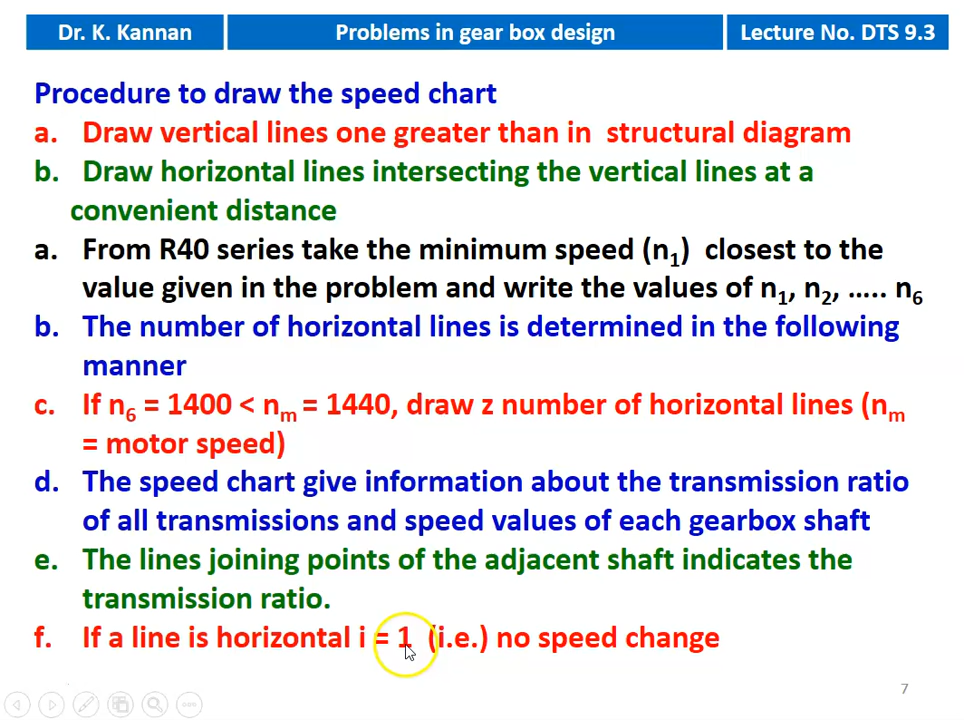 Dr. K. Kannan
Problems in gear box design
Lecture No. DTS 9.3
Procedure to draw the speed chart
a. Draw vertical lines one greater than in structural diagram
b. Draw horizontal lines intersecting the vertical lines at a
convenient distance
a. From R40 series take the minimum speed (n₁) closest to the
value given in the problem and write the values of n₁, n₂, ….. n₆
b. The number of horizontal lines is determined in the following
manner
c. If n₆ = 1400 < nₘ = 1440, draw z number of horizontal lines (nₘ
= motor speed)
d. The speed chart give information about the transmission ratio
of all transmissions and speed values of each gearbox shaft
e. The lines joining points of the adjacent shaft indicates the
transmission ratio.
f. If a line is horizontal i = 1 (i.e.) no speed change
7